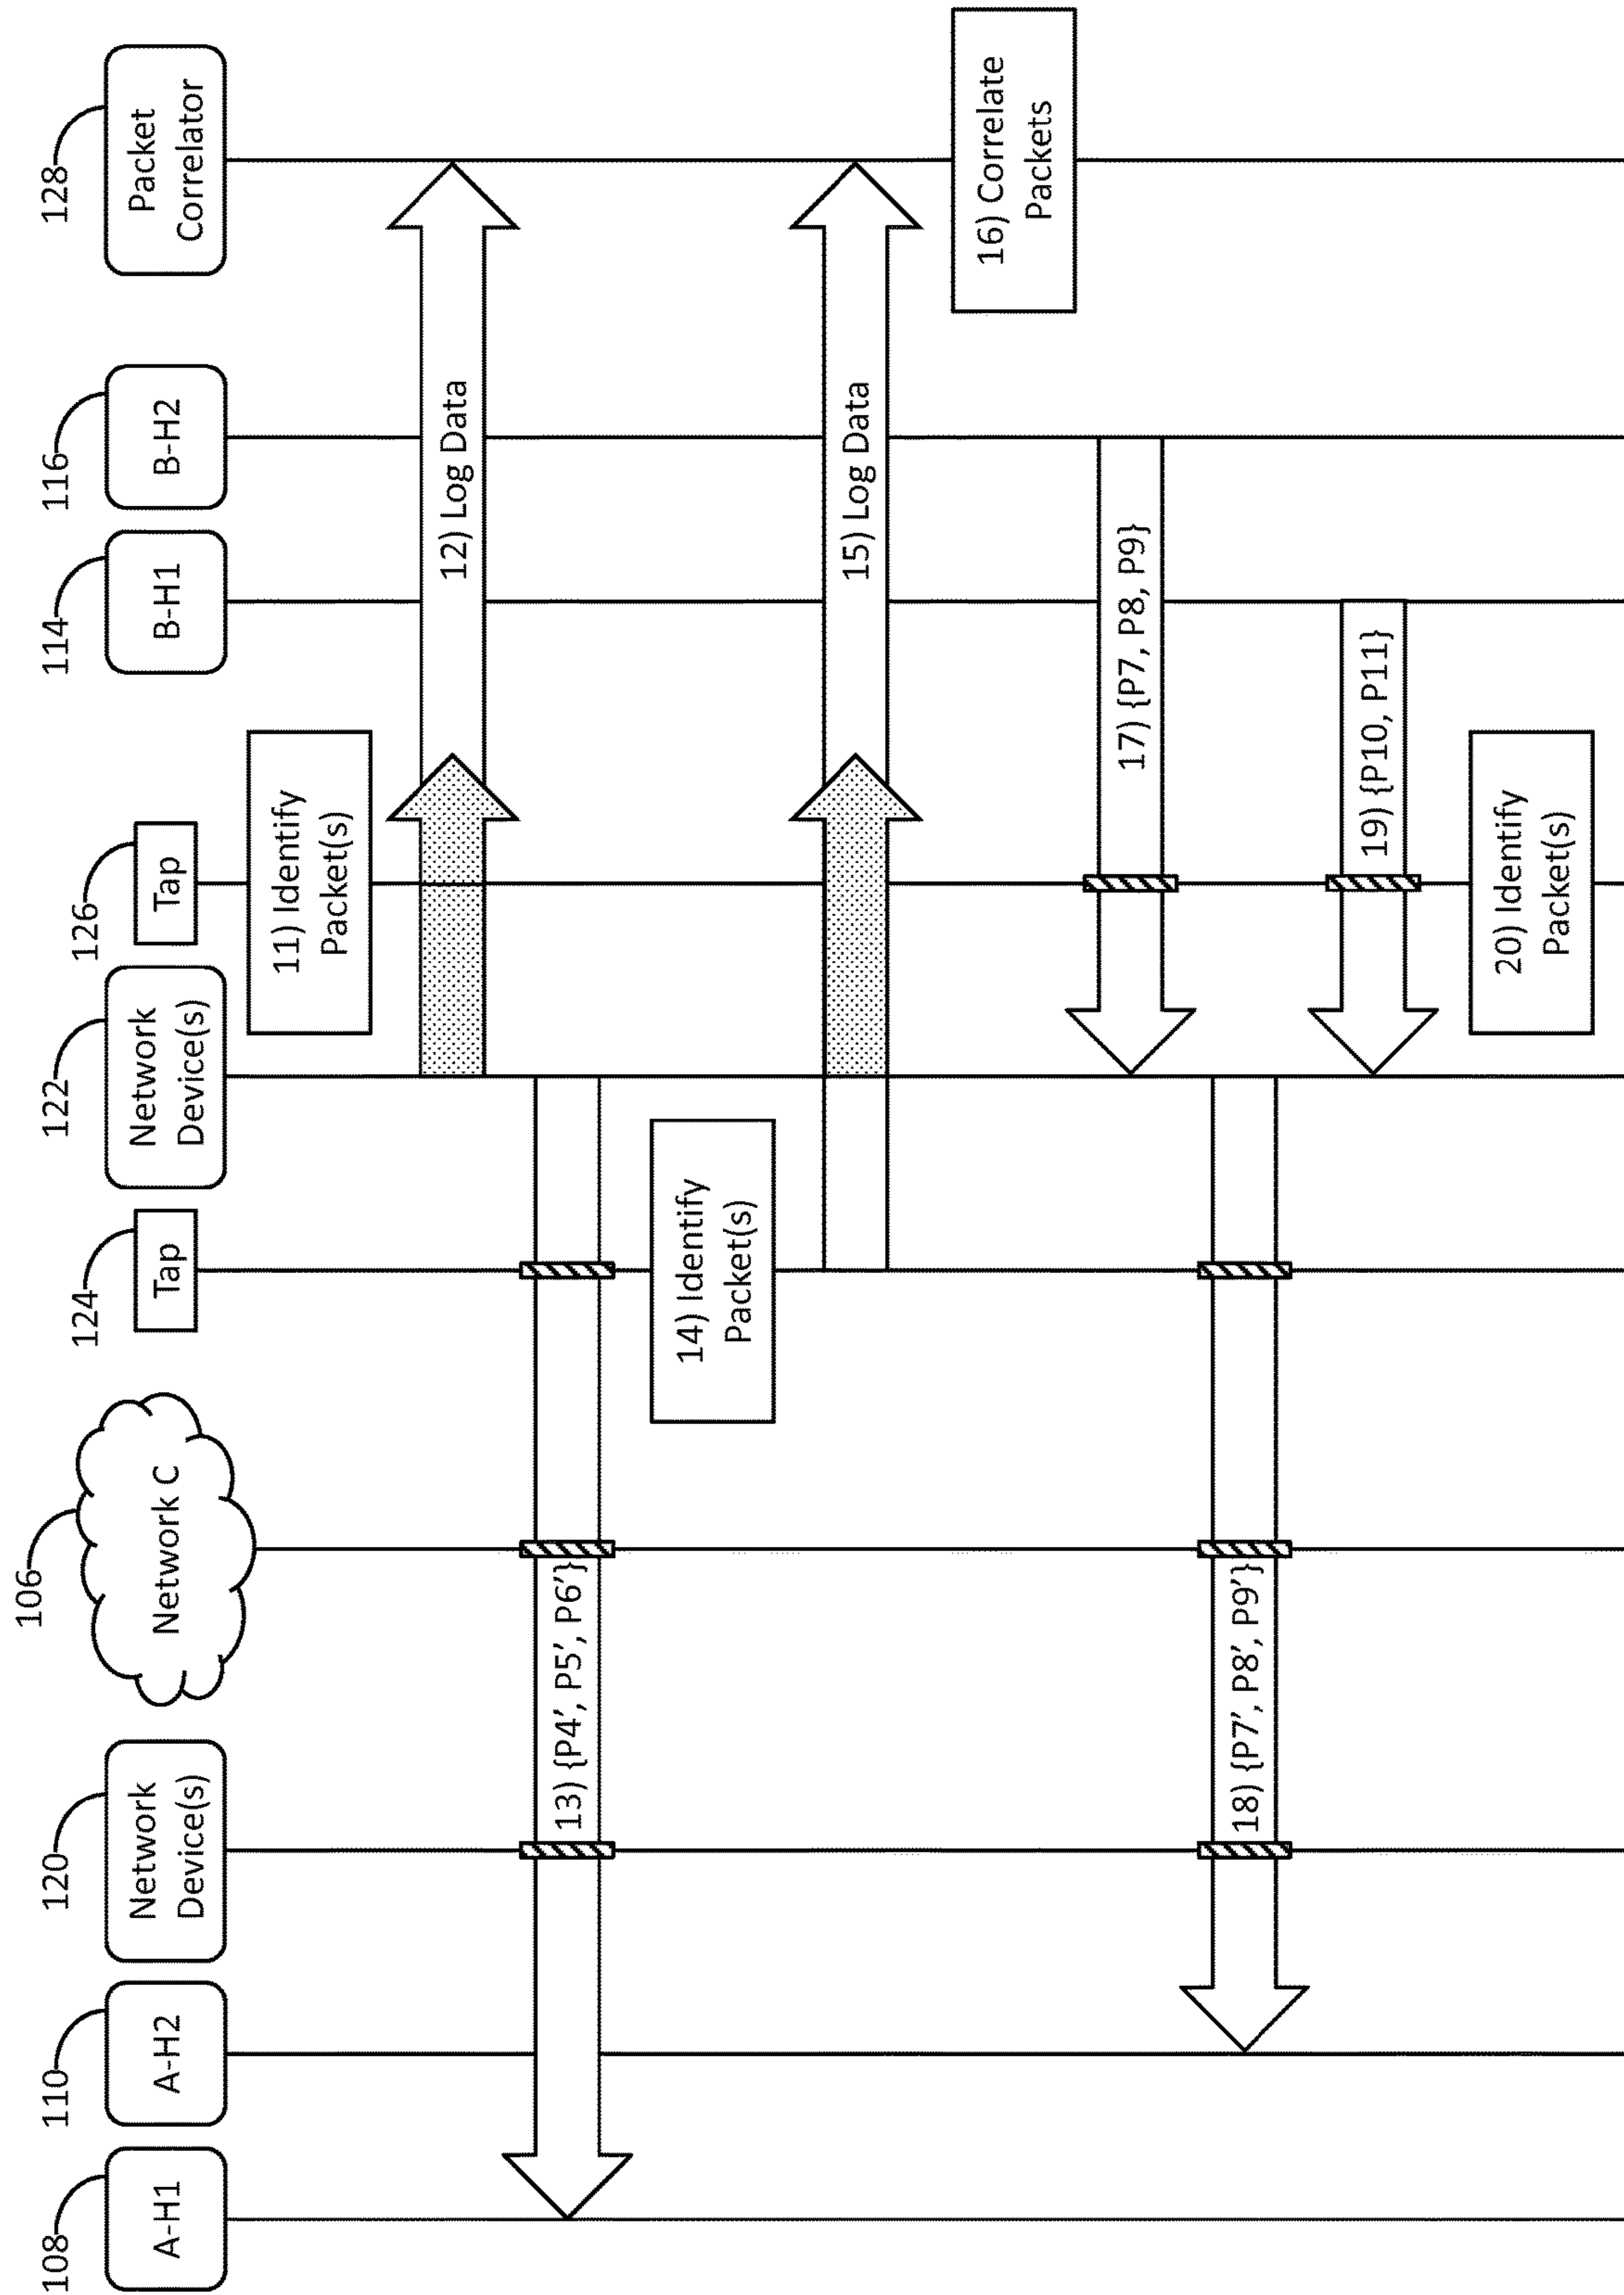 108
A-H1
110
A-H2
120
Network
Device(s)
106
Network C
124
Tap
122
Network
Device(s)
126
Tap
114
B-H1
116
B-H2
128
Packet
Correlator
11) Identify
Packet(s)
12) Log Data
13) {P4’, P5’, P6’}
14) Identify
Packet(s)
15) Log Data
16) Correlate
Packets
17) {P7, P8, P9}
18) {P7’, P8’, P9’}
19) {P10, P11}
20) Identify
Packet(s)